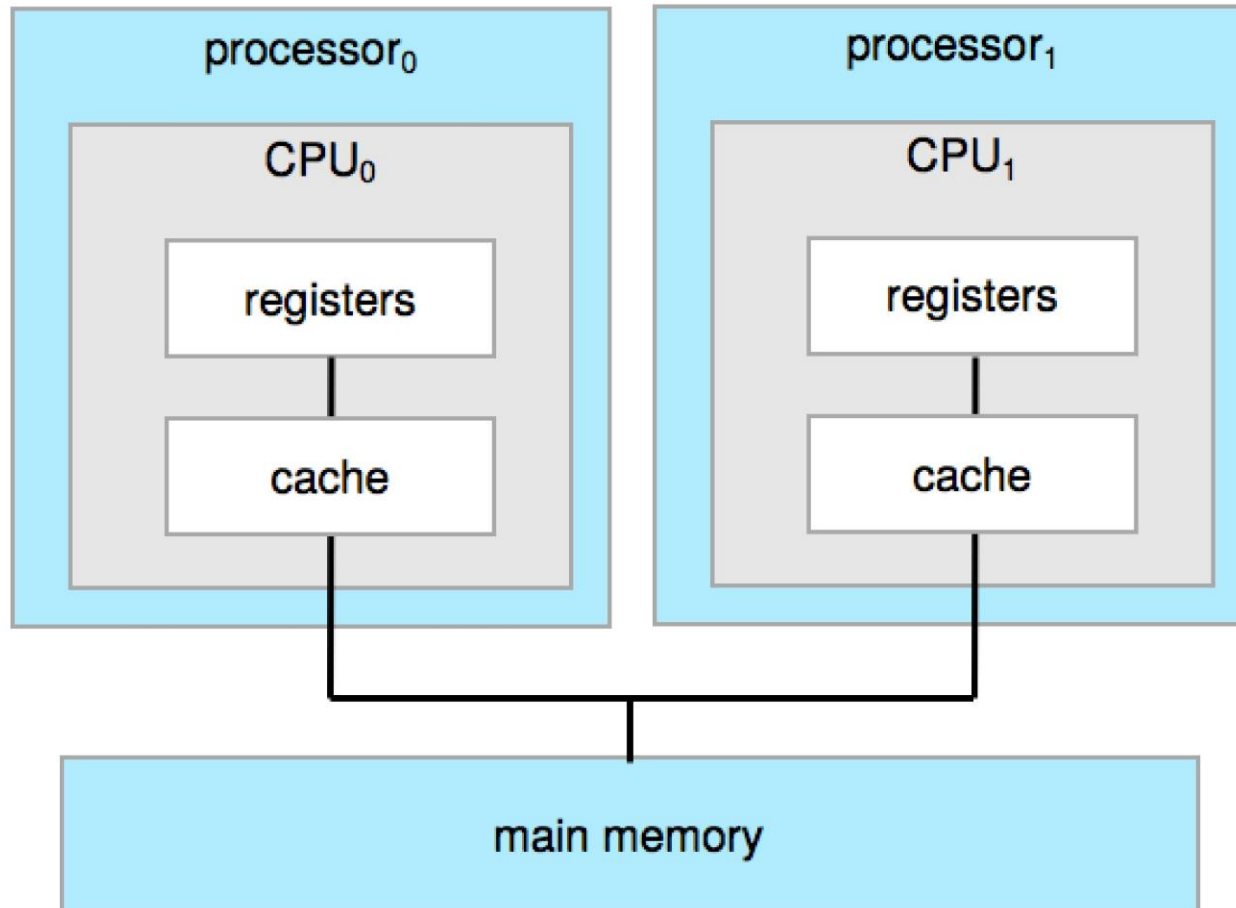 processor₀
CPU₀
registers
cache
processor₁
CPU₁
registers
cache
main memory